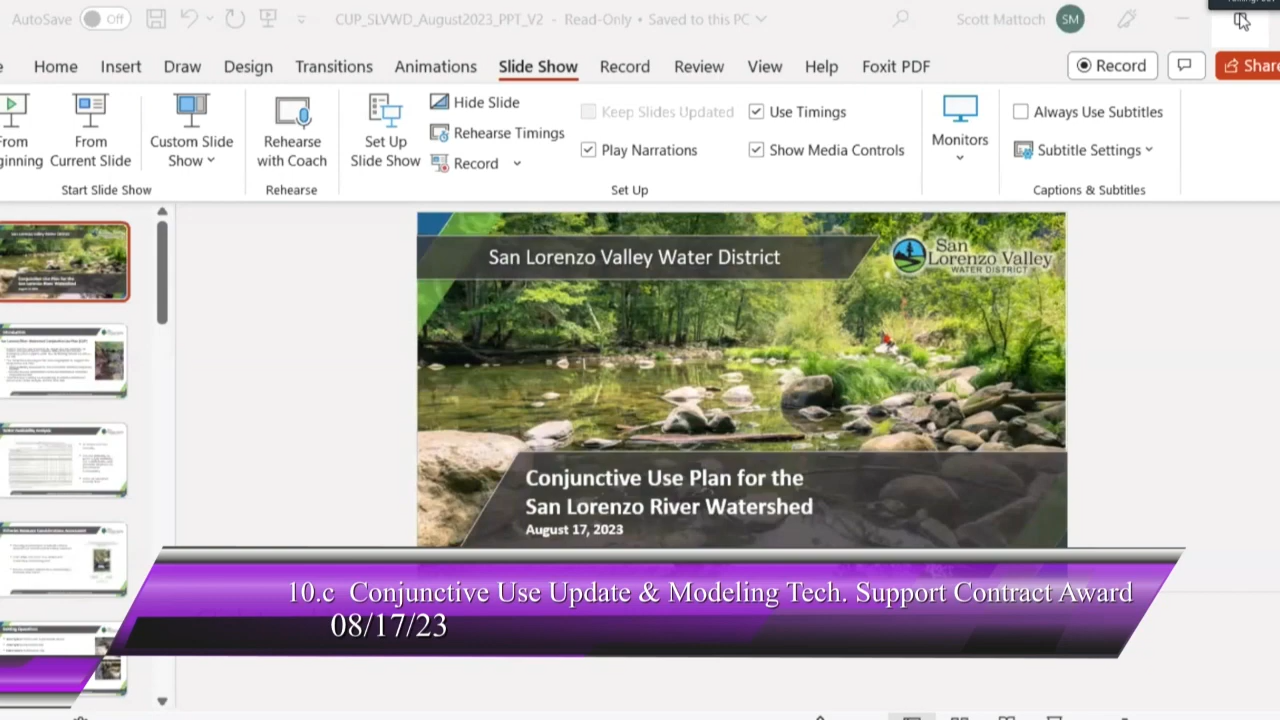 AutoSave Off
CUP_SLVWD_August2023_PPT_V2 - Read-Only • Saved to this PC
Scott Mattoch SM
Home Insert Draw Design Transitions Animations Slide Show Record Review View Help Foxit PDF
Record
Share
From
Current Slide
Custom Slide
Show
Rehearse
with Coach
Set Up
Slide Show
Hide Slide
Rehearse Timings
Record
Keep Slides Updated
Play Narrations
Use Timings
Show Media Controls
Monitors
Always Use Subtitles
Subtitle Settings
Start Slide Show
Rehearse
Set Up
Captions & Subtitles
San Lorenzo Valley Water District
San
Lorenzo Valley
WATER DISTRICT
Conjunctive Use Plan for the
San Lorenzo River Watershed
August 17, 2023
10.c Conjunctive Use Update & Modeling Tech. Support Contract Award
08/17/23